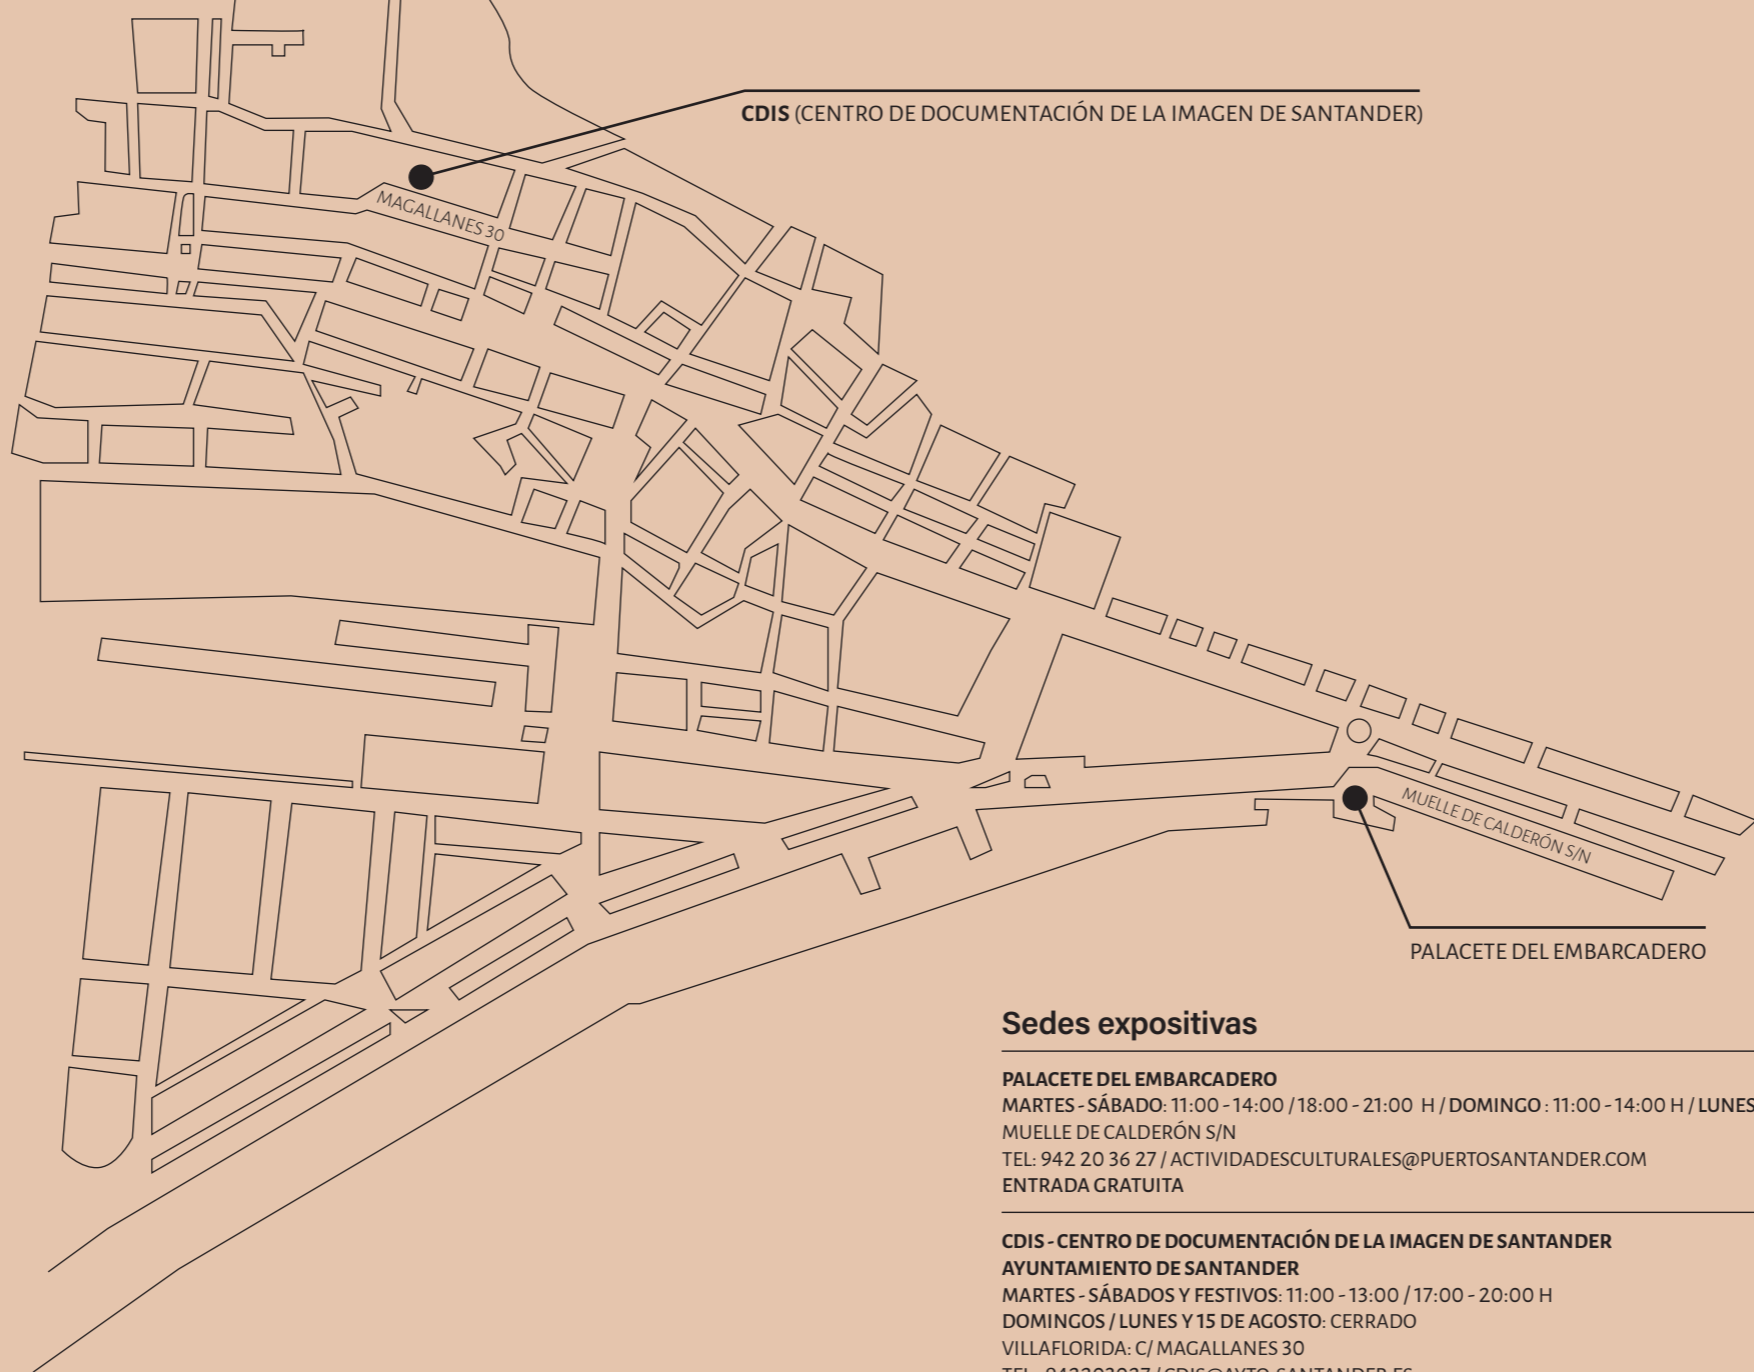 CDIS (CENTRO DE DOCUMENTACIÓN DE LA IMAGEN DE SANTANDER)
MAGALLANES 30
MUELLE DE CALDERÓN S/N
PALACETE DEL EMBARCADERO
Sedes expositivas
PALACETE DEL EMBARCADERO
MARTES - SÁBADO: 11:00 - 14:00 / 18:00 - 21:00 H / DOMINGO : 11:00 - 14:00 H / LUNES
MUELLE DE CALDERÓN S/N
TEL: 942 20 36 27 / ACTIVIDADESCULTURALES@PUERTOSANTANDER.COM
ENTRADA GRATUITA
CDIS - CENTRO DE DOCUMENTACIÓN DE LA IMAGEN DE SANTANDER
AYUNTAMIENTO DE SANTANDER
MARTES - SÁBADOS Y FESTIVOS: 11:00 - 13:00 / 17:00 - 20:00 H
DOMINGOS / LUNES Y 15 DE AGOSTO: CERRADO
VILLAFLORIDA: C/ MAGALLANES 30